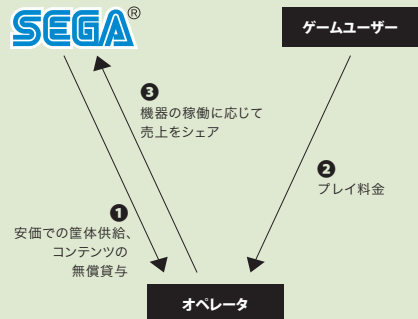 SEGA®
ゲームユーザー
❸
機器の稼働に応じて
売上をシェア
❷
プレイ料金
❶
安価での筐体供給、
コンテンツの
無償貸与
オペレータ